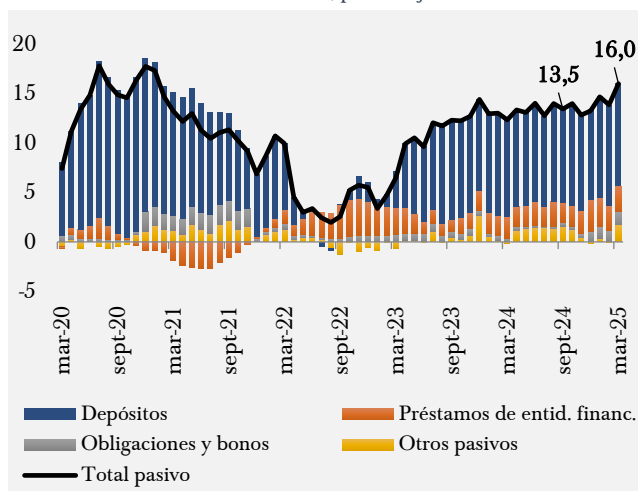 20
15
10
5
0
-5
13,5
16,0
mar-20
sept-20
mar-21
sept-21
mar-22
sept-22
mar-23
sept-23
mar-24
sept-24
mar-25
Depósitos
Préstamos de entid. financ.
Obligaciones y bonos
Otros pasivos
Total pasivo